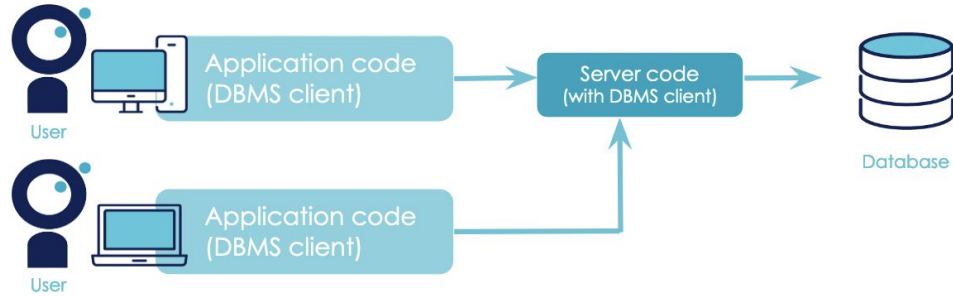 Application code
(DBMS client)
User
Server code
(with DBMS client)
Database
Application code
(DBMS client)
User